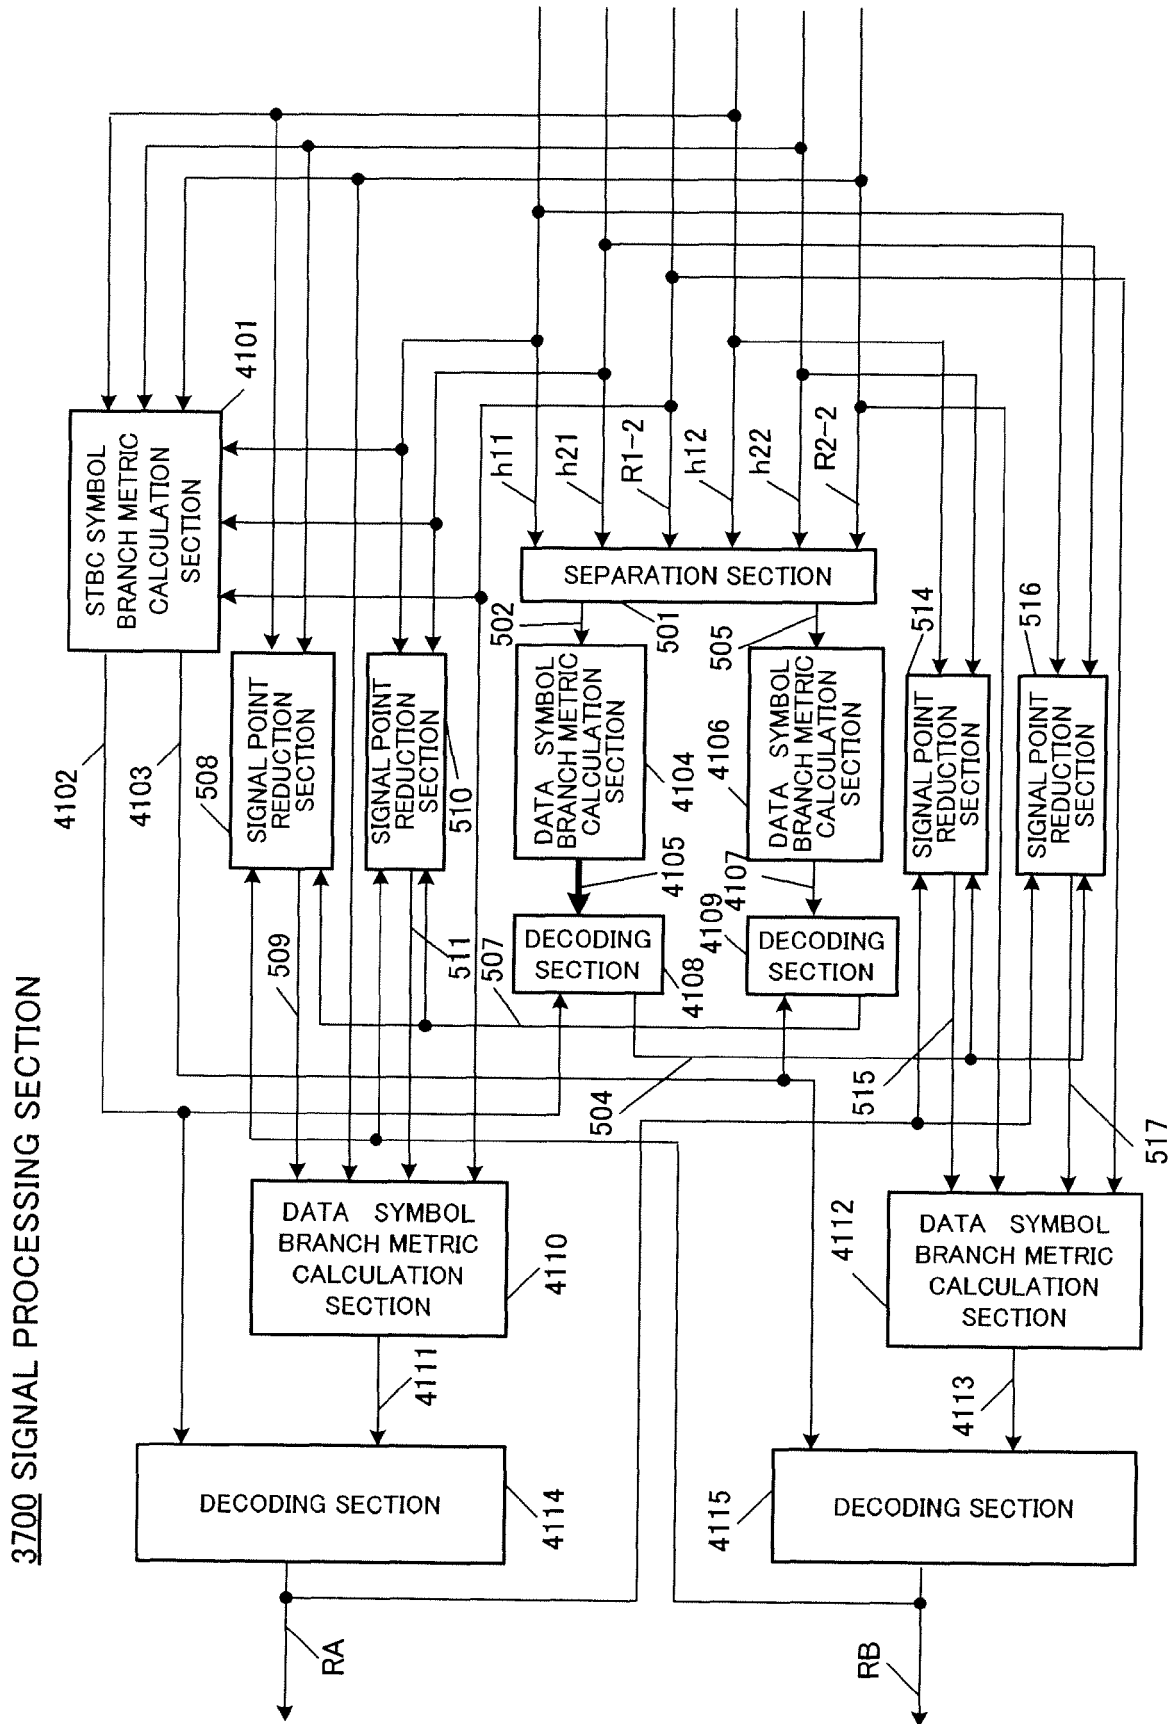 3700 SIGNAL PROCESSING SECTION
4101
STBC SYMBOL
BRANCH METRIC
CALCULATION
SECTION
4102
4103
508
SIGNAL POINT
REDUCTION
SECTION
509
SIGNAL POINT
REDUCTION
SECTION
510
511
507
h11
h21
R1-2
h12
h22
R2-2
SEPARATION SECTION
501
502
505
DATA SYMBOL
BRANCH METRIC
CALCULATION
SECTION
4104
4105
DATA SYMBOL
BRANCH METRIC
CALCULATION
SECTION
4106
4107
DECODING
SECTION
4108
DECODING
SECTION
4109
504
514
SIGNAL POINT
REDUCTION
SECTION
515
516
SIGNAL POINT
REDUCTION
SECTION
517
DATA SYMBOL
BRANCH METRIC
CALCULATION
SECTION
4110
4111
DATA SYMBOL
BRANCH METRIC
CALCULATION
SECTION
4112
4113
DECODING SECTION
4114
DECODING SECTION
4115
RA
RB